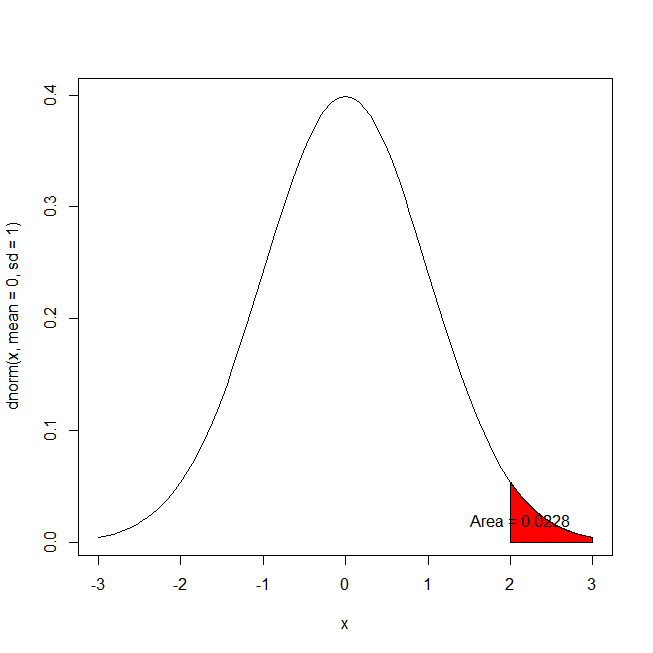 dnorm(x, mean = 0, sd = 1)
0.4
0.3
0.2
0.1
0.0
Area = 0.0228
-3 -2 -1 0 1 2 3
x